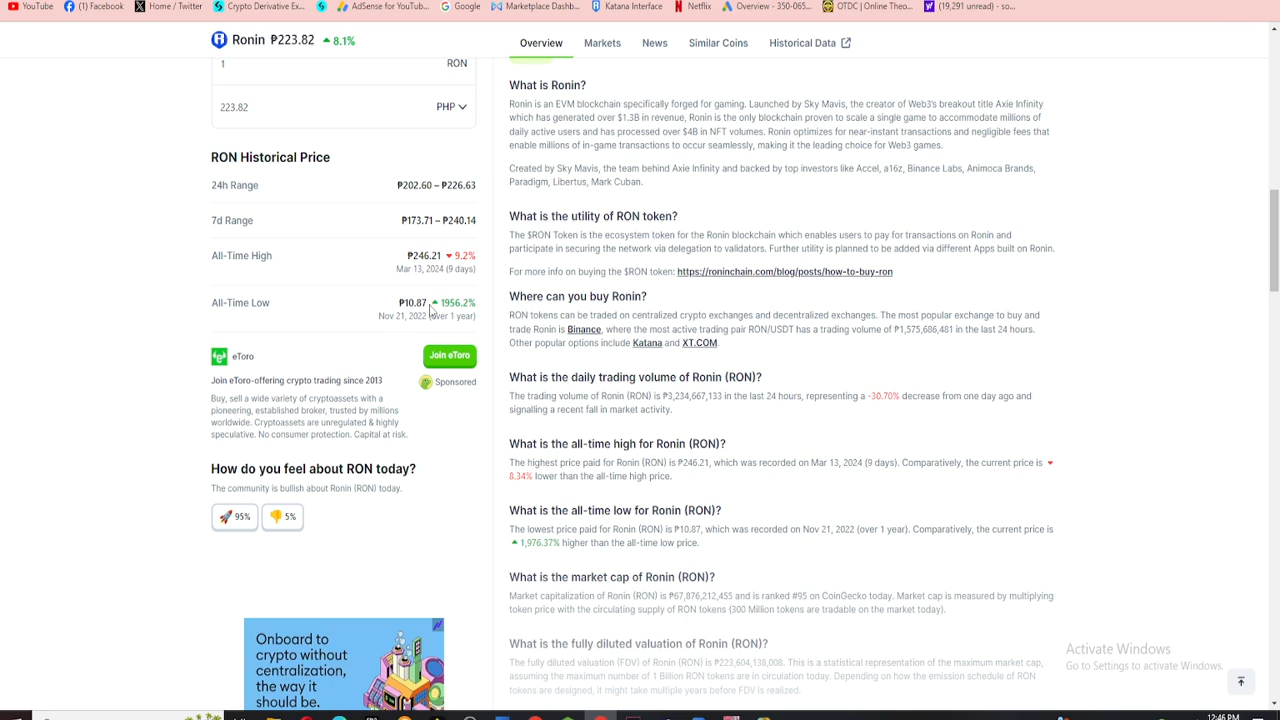 YouTube (1) Facebook Home / Twitter Crypto Derivative Ex... AdSense for YouTub... Google Marketplace Dashb... Katana Interface Netflix Overview - 350-065... OTDC | Online Theo... (19,291 unread) - so...
Ronin ₱223.82 8.1%
Overview Markets News Similar Coins Historical Data
1 RON
223.82 PHP
RON Historical Price
24h Range ₱202.60 – ₱226.63
7d Range ₱173.71 – ₱240.14
All-Time High ₱246.21 9.2%
Mar 13, 2024 (9 days)
All-Time Low ₱10.87 1956.2%
Nov 21, 2022 (over 1 year)
eToro Join eToro
Join eToro-offering crypto trading since 2013 Sponsored
Buy, sell a wide variety of cryptoassets with a
pioneering, established broker, trusted by millions
worldwide. Cryptoassets are unregulated & highly
speculative. No consumer protection. Capital at risk.
How do you feel about RON today?
The community is bullish about Ronin (RON) today.
95% 5%
Onboard to
crypto without
centralization,
the way it
should be.
What is Ronin?
Ronin is an EVM blockchain specifically forged for gaming. Launched by Sky Mavis, the creator of Web3's breakout title Axie Infinity
which has generated over $1.3B in revenue, Ronin is the only blockchain proven to scale a single game to accommodate millions of
daily active users and has processed over $4B in NFT volumes. Ronin optimizes for near-instant transactions and negligible fees that
enable millions of in-game transactions to occur seamlessly, making it the leading choice for Web3 games.
Created by Sky Mavis, the team behind Axie Infinity and backed by top investors like Accel, a16z, Binance Labs, Animoca Brands,
Paradigm, Libertus, Mark Cuban.
What is the utility of RON token?
The $RON Token is the ecosystem token for the Ronin blockchain which enables users to pay for transactions on Ronin and
participate in securing the network via delegation to validators. Further utility is planned to be added via different Apps built on Ronin.
For more info on buying the $RON token: https://roninchain.com/blog/posts/how-to-buy-ron
Where can you buy Ronin?
RON tokens can be traded on centralized crypto exchanges and decentralized exchanges. The most popular exchange to buy and
trade Ronin is Binance, where the most active trading pair RON/USDT has a trading volume of ₱1,575,686,481 in the last 24 hours.
Other popular options include Katana and XT.COM.
What is the daily trading volume of Ronin (RON)?
The trading volume of Ronin (RON) is ₱3,234,667,133 in the last 24 hours, representing a -30.70% decrease from one day ago and
signalling a recent fall in market activity.
What is the all-time high for Ronin (RON)?
The highest price paid for Ronin (RON) is ₱246.21, which was recorded on Mar 13, 2024 (9 days). Comparatively, the current price is
8.34% lower than the all-time high price.
What is the all-time low for Ronin (RON)?
The lowest price paid for Ronin (RON) is ₱10.87, which was recorded on Nov 21, 2022 (over 1 year). Comparatively, the current price is
1,976.37% higher than the all-time low price.
What is the market cap of Ronin (RON)?
Market capitalization of Ronin (RON) is ₱67,876,212,455 and is ranked #95 on CoinGecko today. Market cap is measured by multiplying
token price with the circulating supply of RON tokens (300 Million tokens are tradable on the market today).
What is the fully diluted valuation of Ronin (RON)?
The fully diluted valuation (FDV) of Ronin (RON) is ₱223,604,138,008. This is a statistical representation of the maximum market cap,
assuming the maximum number of 1 Billion RON tokens are in circulation today. Depending on how the emission schedule of RON
tokens are designed, it might take multiple years before FDV is realized.
Activate Windows
Go to Settings to activate Windows.
12:46 PM